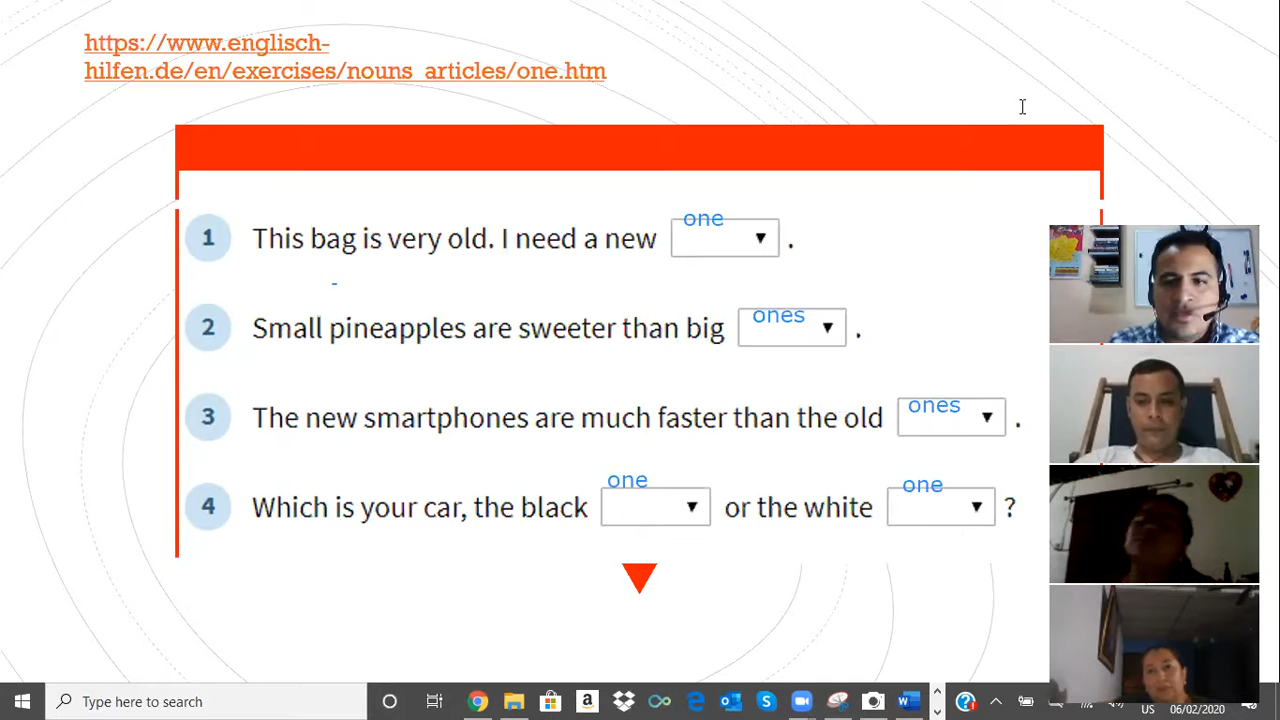 https://www.englisch-
hilfen.de/en/exercises/nouns_articles/one.htm
1 This bag is very old. I need a new one .
2 Small pineapples are sweeter than big ones .
3 The new smartphones are much faster than the old ones .
4 Which is your car, the black one or the white one ?
Type here to search
US 06/02/2020